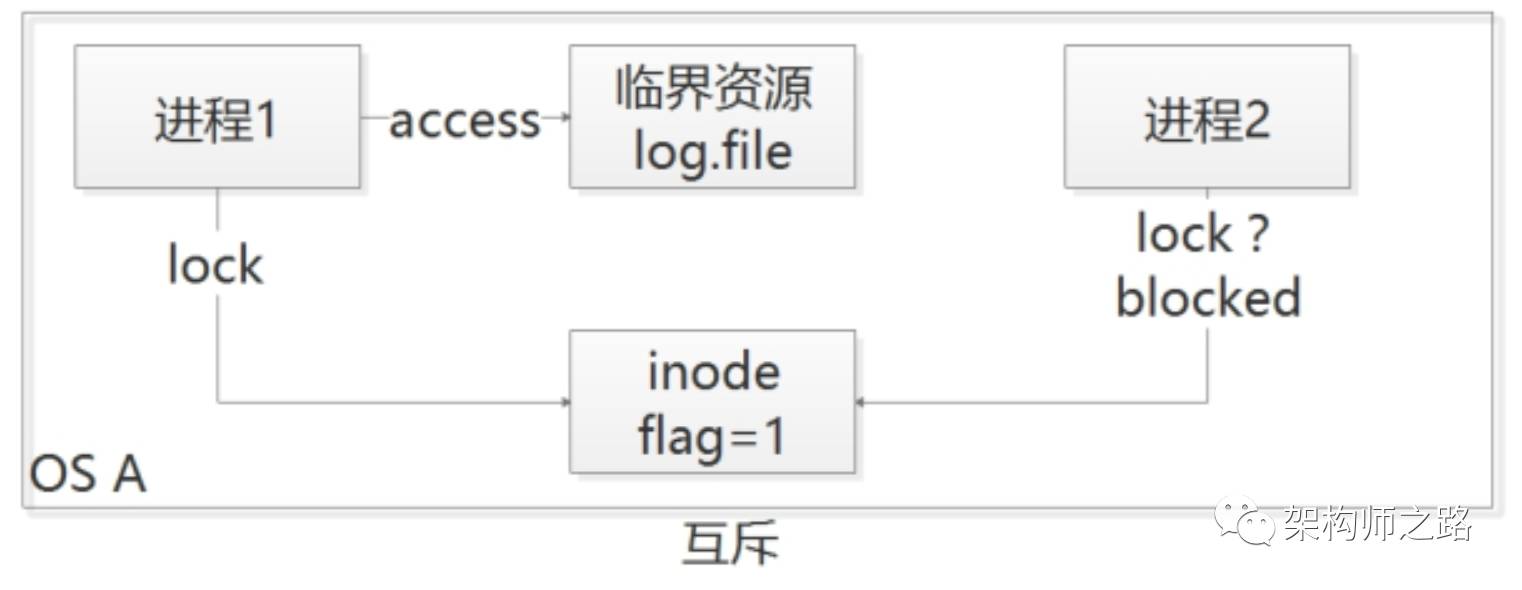 进程1
access
临界资源
log.file
进程2
lock
lock？
blocked
inode
flag=1
OS A
互斥
架构师之路